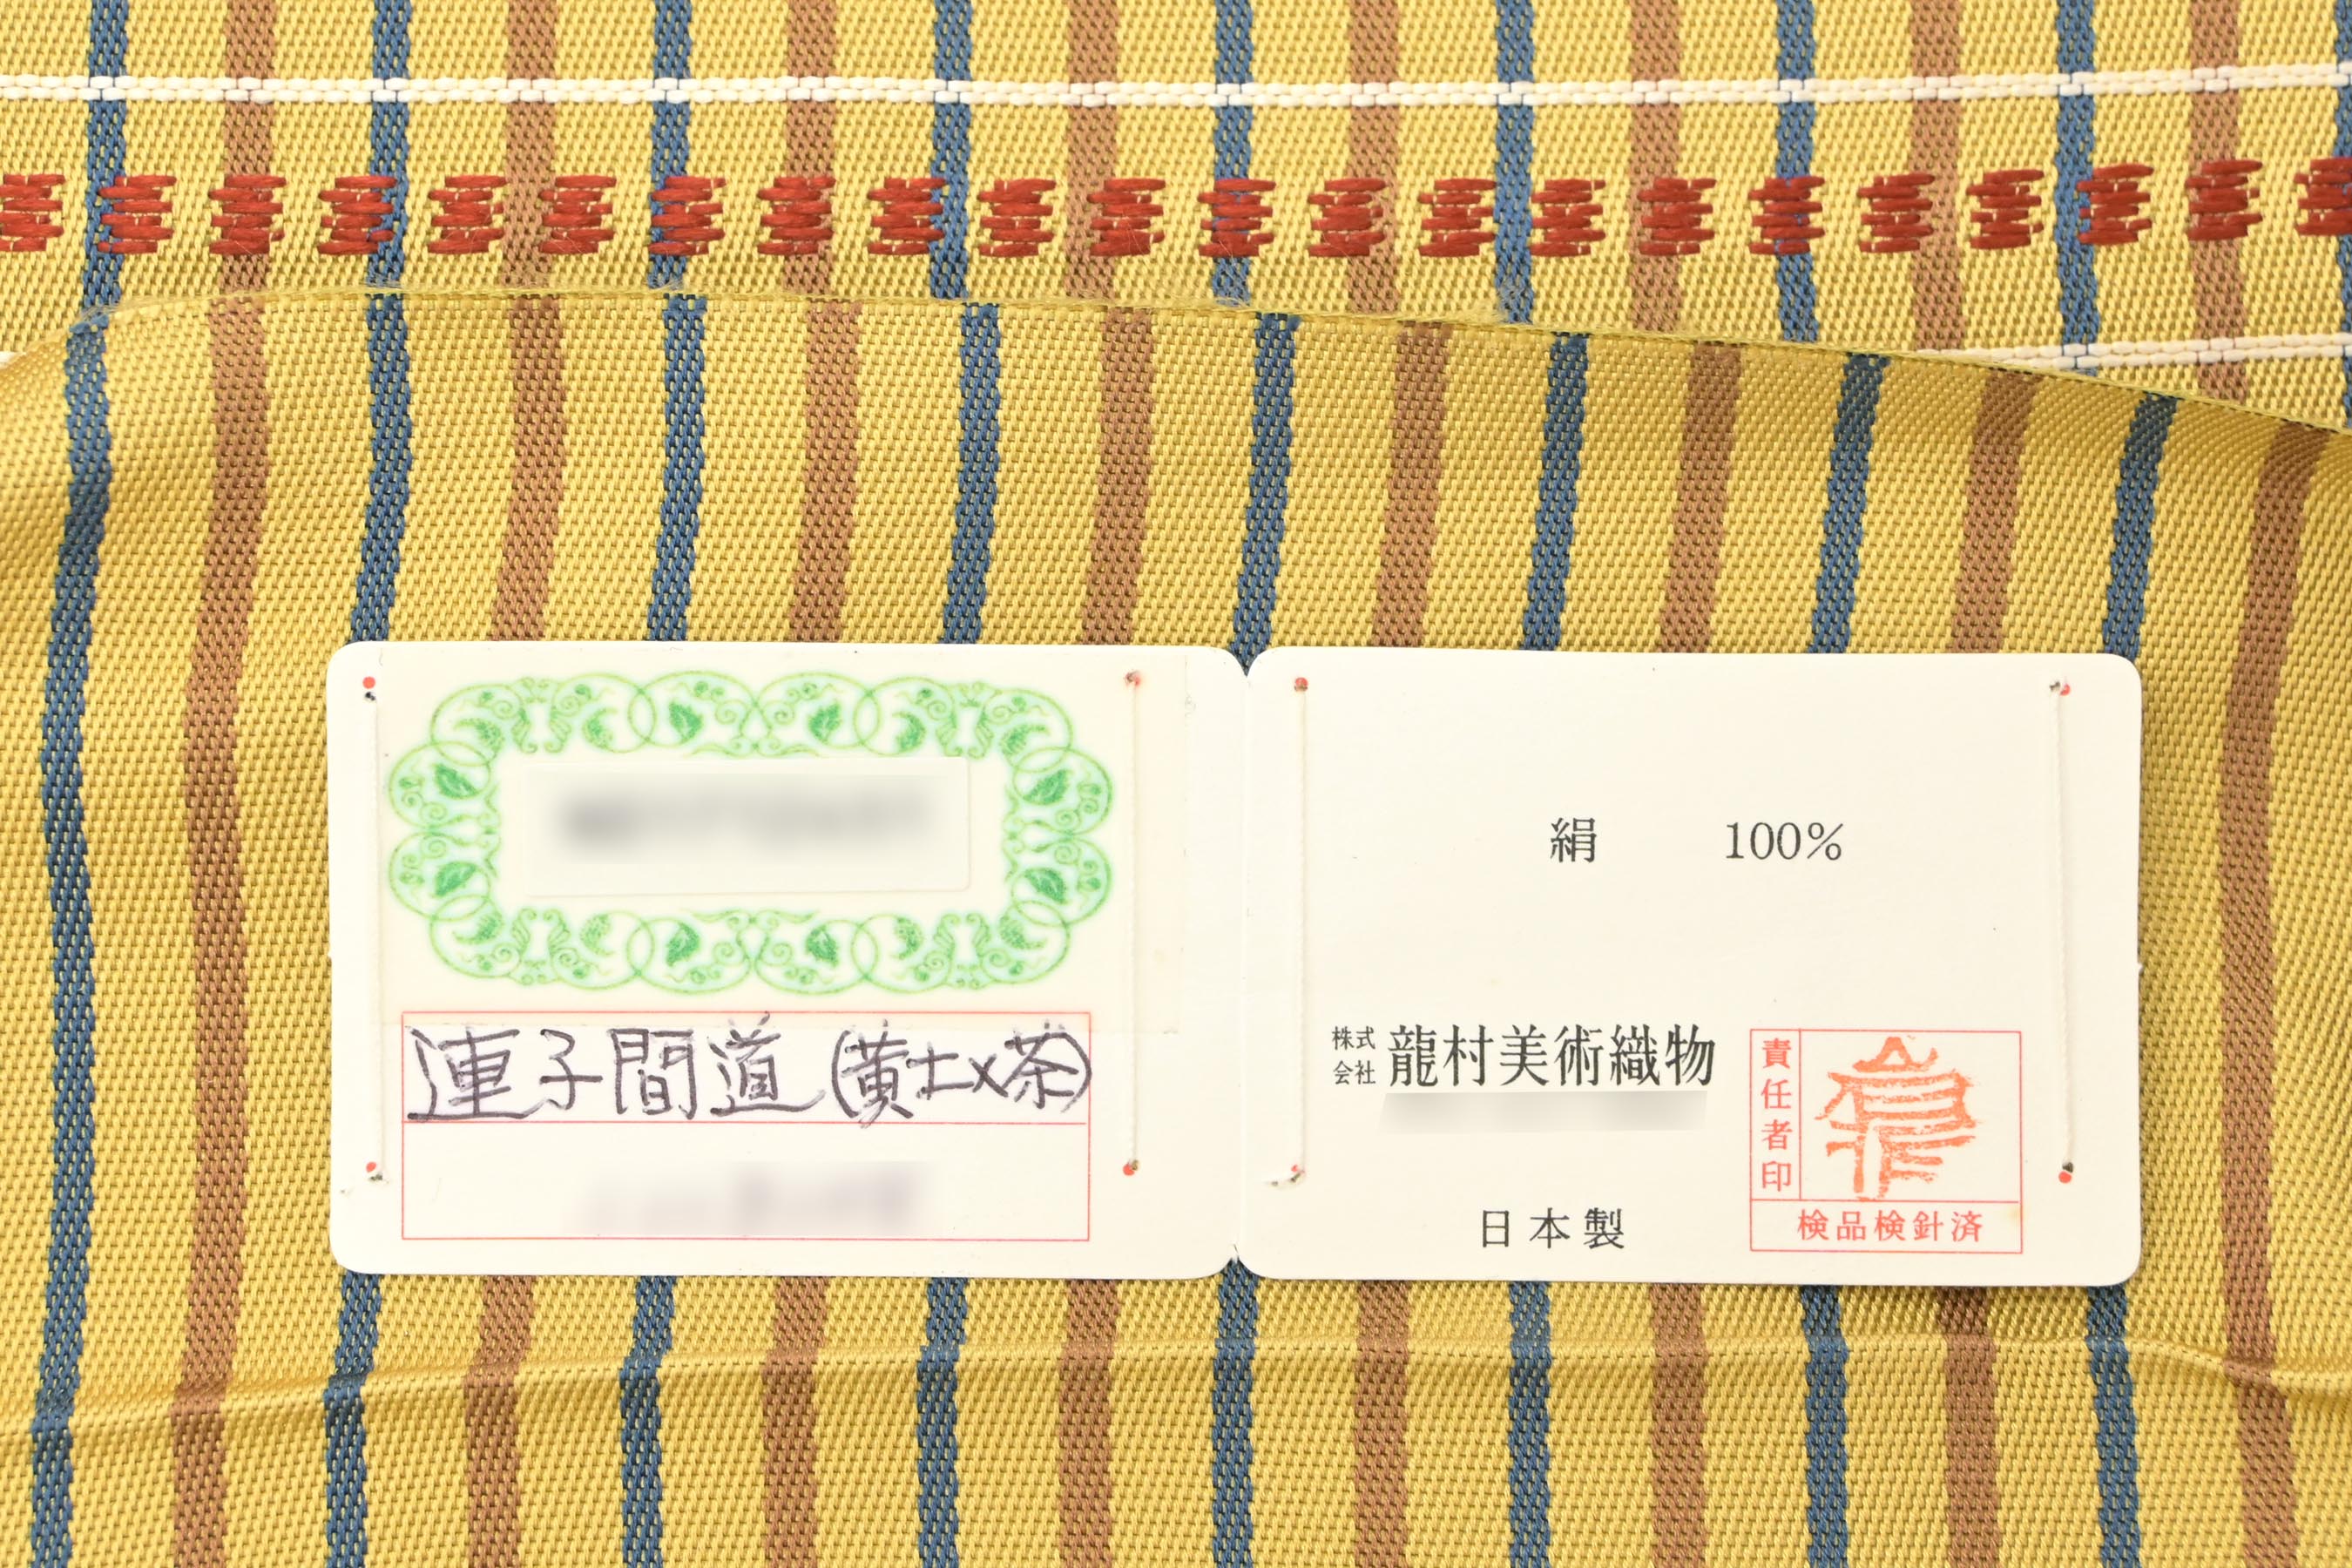 連子間道(黄土×茶)
絹 100%
株式会社 龍村美術織物
日本製
責任者印
検品検針済